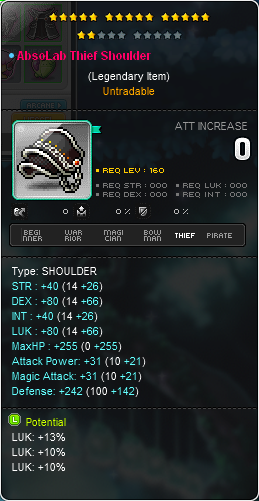 AbsoLab Thief Shoulder
(Legendary Item)
Untradable
ATT INCREASE
0
REQ LEV : 160
REQ STR : 000 REQ LUK : 000
REQ DEX : 000 REQ INT : 000
0 0 % 0 %
BEGINNER WARRIOR MAGICIAN BOWMAN THIEF PIRATE
Type: SHOULDER
STR : +40 (14 +26)
DEX : +80 (14 +66)
INT : +40 (14 +26)
LUK : +80 (14 +66)
MaxHP : +255 (0 +255)
Attack Power: +31 (10 +21)
Magic Attack: +31 (10 +21)
Defense: +242 (100 +142)
L Potential
LUK: +13%
LUK: +10%
LUK: +10%